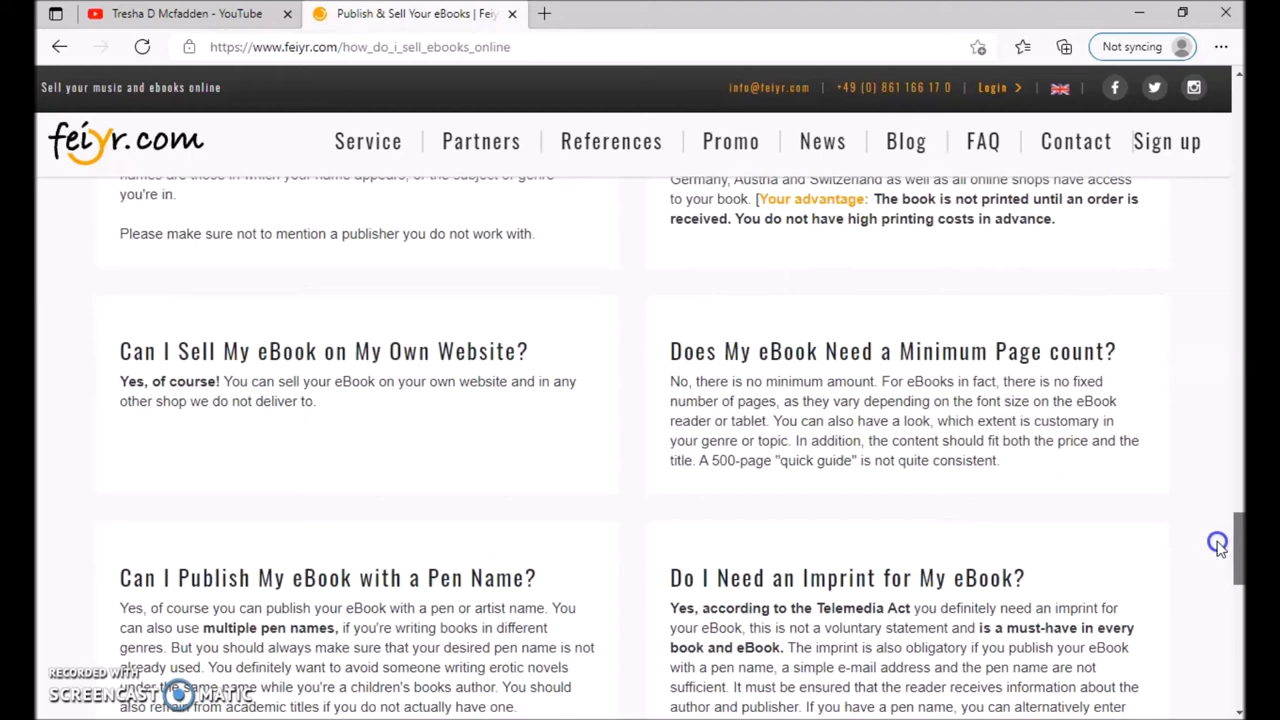 Tresha D Mcfadden - YouTube
Publish & Sell Your eBooks | Feiy
https://www.feiyr.com/how_do_i_sell_ebooks_online
Not syncing
Sell your music and ebooks online
info@feiyr.com | +49 (0) 861 166 17 0 | Login
feiyr.com
Service | Partners | References | Promo | News | Blog | FAQ | Contact | Sign up
names are those in which your name appears, or the subject or genre
you're in.
Please make sure not to mention a publisher you do not work with.
Germany, Austria and Switzerland as well as all online shops have access
to your book. [Your advantage: The book is not printed until an order is
received. You do not have high printing costs in advance.
Can I Sell My eBook on My Own Website?
Yes, of course! You can sell your eBook on your own website and in any
other shop we do not deliver to.
Does My eBook Need a Minimum Page count?
No, there is no minimum amount. For eBooks in fact, there is no fixed
number of pages, as they vary depending on the font size on the eBook
reader or tablet. You can also have a look, which extent is customary in
your genre or topic. In addition, the content should fit both the price and the
title. A 500-page "quick guide" is not quite consistent.
Can I Publish My eBook with a Pen Name?
Yes, of course you can publish your eBook with a pen or artist name. You
can also use multiple pen names, if you're writing books in different
genres. But you should always make sure that your desired pen name is not
already used. You definitely want to avoid someone writing erotic novels
under the same name while you're a children's books author. You should
also refrain from academic titles if you do not actually have one.
Do I Need an Imprint for My eBook?
Yes, according to the Telemedia Act you definitely need an imprint for
your eBook, this is not a voluntary statement and is a must-have in every
book and eBook. The imprint is also obligatory if you publish your eBook
with a pen name, a simple e-mail address and the pen name are not
sufficient. It must be ensured that the reader receives information about the
author and publisher. If you have a pen name, you can alternatively enter
RECORDED WITH
SCREENCAST MATIC